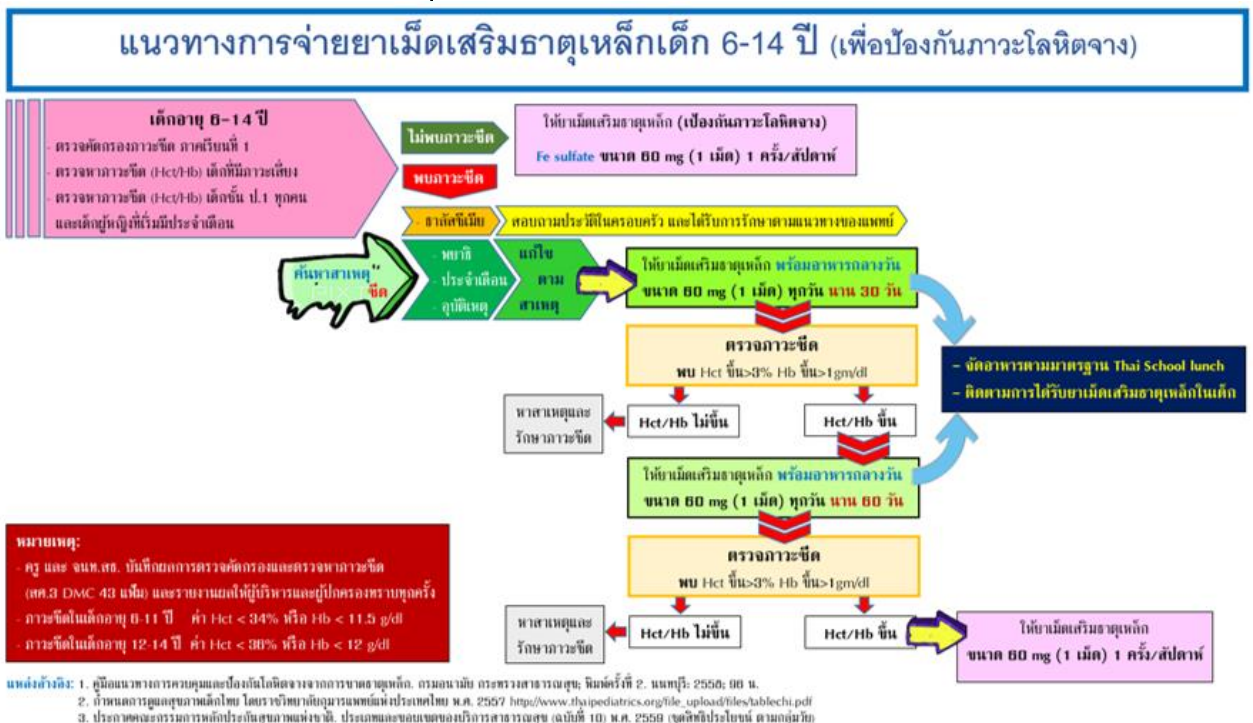 แนวทางการจ่ายยาเม็ดเสริมธาตุเหล็กเด็ก 6-14 ปี (เพื่อป้องกันภาวะโลหิตจาง)
เด็กอายุ 6-14 ปี
- ตรวจคัดกรองภาวะซีด ภาคเรียนที่ 1
- ตรวจหาภาวะซีด (Hct/Hb) เด็กที่มีภาวะเสี่ยง
- ตรวจหาภาวะซีด (Hct/Hb) เด็กชั้น ป.1 ทุกคน
และเด็กผู้หญิงที่เริ่มมีประจำเดือน
ไม่พบภาวะซีด
ให้ยาเม็ดเสริมธาตุเหล็ก (เป้องกันภาวะโลหิตจาง)
Fe sulfate ขนาด 60 mg (1 เม็ด) 1 ครั้ง/สัปดาห์
พบภาวะซีด
- ธาลัสซีเมีย
สอบถามประวัติในครอบครัว และได้รับการรักษาตามแนวทางของแพทย์
ค้นหาสาเหตุ
ซีด
- พยาธิ
- ประจำเดือน
- อุบัติเหตุ
แก้ไข
ตาม
สาเหตุ
ให้ยาเม็ดเสริมธาตุเหล็ก พร้อมอาหารกลางวัน
ขนาด 60 mg (1 เม็ด) ทุกวัน นาน 30 วัน
ตรวจภาวะซีด
พบ Hct ขึ้น>3% Hb ขึ้น>1gm/dl
– จัดอาหารตามมาตรฐาน Thai School lunch
– ติดตามการได้รับยาเม็ดเสริมธาตุเหล็กในเด็ก
หาสาเหตุและ
รักษาภาวะซีด
Hct/Hb ไม่ขึ้น
Hct/Hb ขึ้น
ให้ยาเม็ดเสริมธาตุเหล็ก พร้อมอาหารกลางวัน
ขนาด 60 mg (1 เม็ด) ทุกวัน นาน 60 วัน
ตรวจภาวะซีด
พบ Hct ขึ้น>3% Hb ขึ้น>1gm/dl
หาสาเหตุและ
รักษาภาวะซีด
Hct/Hb ไม่ขึ้น
Hct/Hb ขึ้น
ให้ยาเม็ดเสริมธาตุเหล็ก
ขนาด 60 mg (1 เม็ด) 1 ครั้ง/สัปดาห์
หมายเหตุ:
- ครู และ จนท.สธ. บันทึกผลการตรวจคัดกรองและตรวจหาภาวะซีด
(สศ.3 DMC 43 แฟ้ม) และรายงานผลให้ผู้บริหารและผู้ปกครองทราบทุกครั้ง
- ภาวะซีดในเด็กอายุ 6-11 ปี ค่า Hct < 34% หรือ Hb < 11.5 g/dl
- ภาวะซีดในเด็กอายุ 12-14 ปี ค่า Hct < 36% หรือ Hb < 12 g/dl
แหล่งอ้างอิง: 1. คู่มือแนวทางการควบคุมและป้องกันโลหิตจางจากการขาดธาตุเหล็ก. กรมอนามัย กระทรวงสาธารณสุข; พิมพ์ครั้งที่ 2. นนทบุรี: 2558; 96 น.
2. กำหนดการดูแลสุขภาพเด็กไทย โดยราชวิทยาลัยกุมารแพทย์แห่งประเทศไทย พ.ศ. 2557 http://www.thaipediatrics.org/file_upload/files/tablechi.pdf
3. ประกาศคณะกรรมการหลักประกันสุขภาพแห่งชาติ. ประเภทและขอบเขตของบริการสาธารณสุข (ฉบับที่ 10) พ.ศ. 2559 (ชุดสิทธิประโยชน์ ตามกลุ่มวัย)